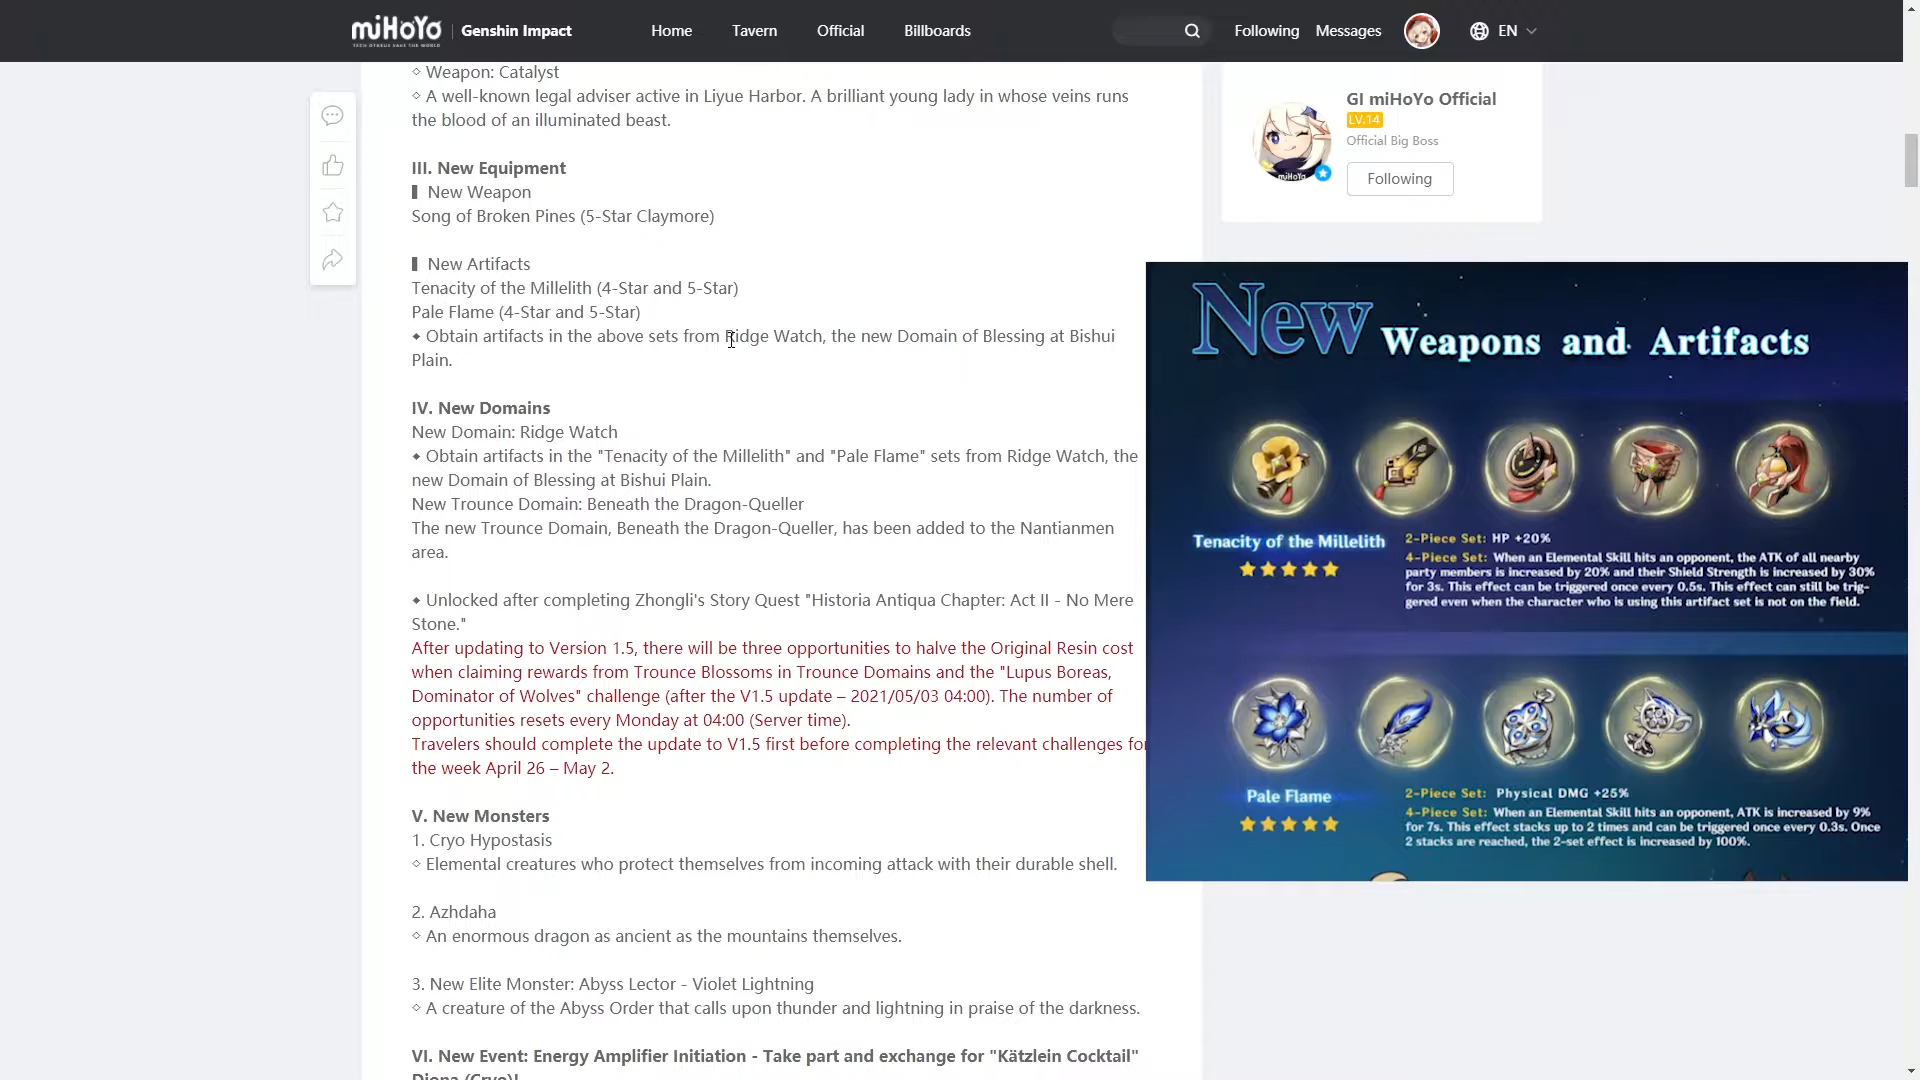 miHoYo
TECH OTAKUS SAVE THE WORLD
Genshin Impact
Home
Tavern
Official
Billboards
Following
Messages
EN
◇ Weapon: Catalyst
◇ A well-known legal adviser active in Liyue Harbor. A brilliant young lady in whose veins runs
the blood of an illuminated beast.
III. New Equipment
▌ New Weapon
Song of Broken Pines (5-Star Claymore)
▌ New Artifacts
Tenacity of the Millelith (4-Star and 5-Star)
Pale Flame (4-Star and 5-Star)
◆ Obtain artifacts in the above sets from Ridge Watch, the new Domain of Blessing at Bishui
Plain.
IV. New Domains
New Domain: Ridge Watch
◆ Obtain artifacts in the "Tenacity of the Millelith" and "Pale Flame" sets from Ridge Watch, the
new Domain of Blessing at Bishui Plain.
New Trounce Domain: Beneath the Dragon-Queller
The new Trounce Domain, Beneath the Dragon-Queller, has been added to the Nantianmen
area.
◆ Unlocked after completing Zhongli's Story Quest "Historia Antiqua Chapter: Act II - No Mere
Stone."
After updating to Version 1.5, there will be three opportunities to halve the Original Resin cost
when claiming rewards from Trounce Blossoms in Trounce Domains and the "Lupus Boreas,
Dominator of Wolves" challenge (after the V1.5 update – 2021/05/03 04:00). The number of
opportunities resets every Monday at 04:00 (Server time).
Travelers should complete the update to V1.5 first before completing the relevant challenges for
the week April 26 – May 2.
V. New Monsters
1. Cryo Hypostasis
◇ Elemental creatures who protect themselves from incoming attack with their durable shell.
2. Azhdaha
◇ An enormous dragon as ancient as the mountains themselves.
3. New Elite Monster: Abyss Lector - Violet Lightning
◇ A creature of the Abyss Order that calls upon thunder and lightning in praise of the darkness.
VI. New Event: Energy Amplifier Initiation - Take part and exchange for "Kätzlein Cocktail"
Diona (Cryo)!
GI miHoYo Official
LV.14
Official Big Boss
miHoYo
Following
New Weapons and Artifacts
Tenacity of the Millelith
2-Piece Set: HP +20%
4-Piece Set: When an Elemental Skill hits an opponent, the ATK of all nearby
party members is increased by 20% and their Shield Strength is increased by 30%
for 3s. This effect can be triggered once every 0.5s. This effect can still be trig-
gered even when the character who is using this artifact set is not on the field.
Pale Flame
2-Piece Set: Physical DMG +25%
4-Piece Set: When an Elemental Skill hits an opponent, ATK is increased by 9%
for 7s. This effect stacks up to 2 times and can be triggered once every 0.3s. Once
2 stacks are reached, the 2-set effect is increased by 100%.